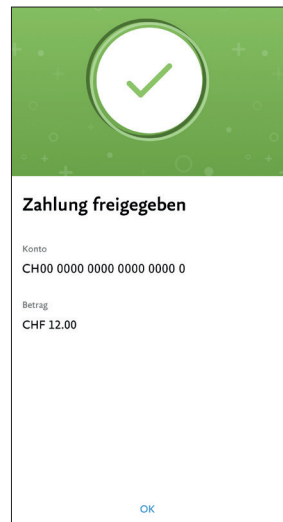 Zahlung freigegeben
Konto
CH00 0000 0000 0000 0000 0
Betrag
CHF 12.00
OK